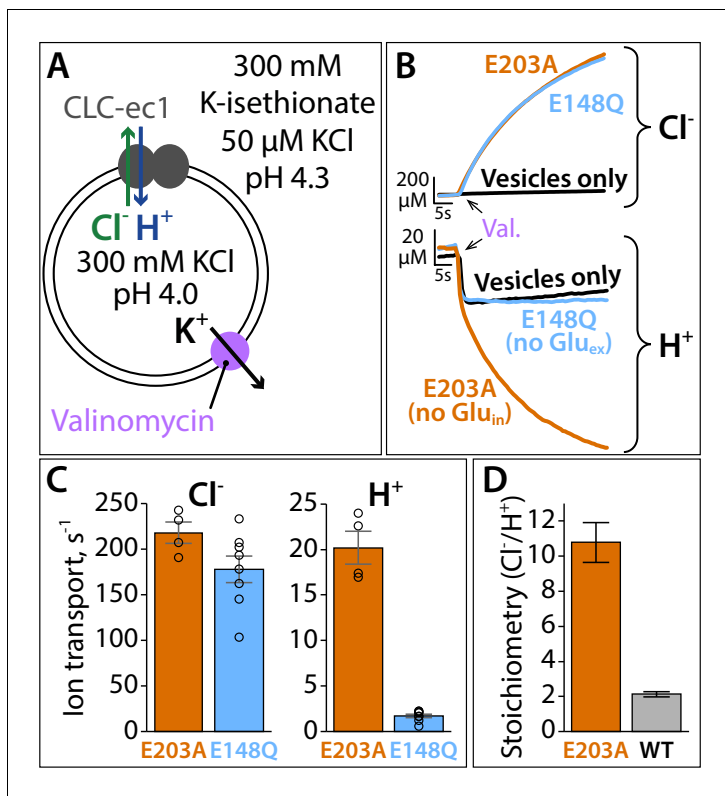 A
300 mM
K-isethionate
50 µM KCl
pH 4.3
CLC-ec1
Cl⁻ H⁺
300 mM KCl
pH 4.0
K⁺
Valinomycin
B
E203A
E148Q
Cl⁻
Vesicles only
200
µM
5s
Val.
20
µM
5s
Vesicles only
E148Q
(no Gluex)
H⁺
E203A
(no Gluin)
C
Cl⁻
H⁺
Ion transport, s⁻¹
250
200
150
100
50
0
E203A E148Q
25
20
15
10
5
0
E203A E148Q
D
Stoichiometry (Cl⁻/H⁺)
12
10
8
6
4
2
0
E203A WT